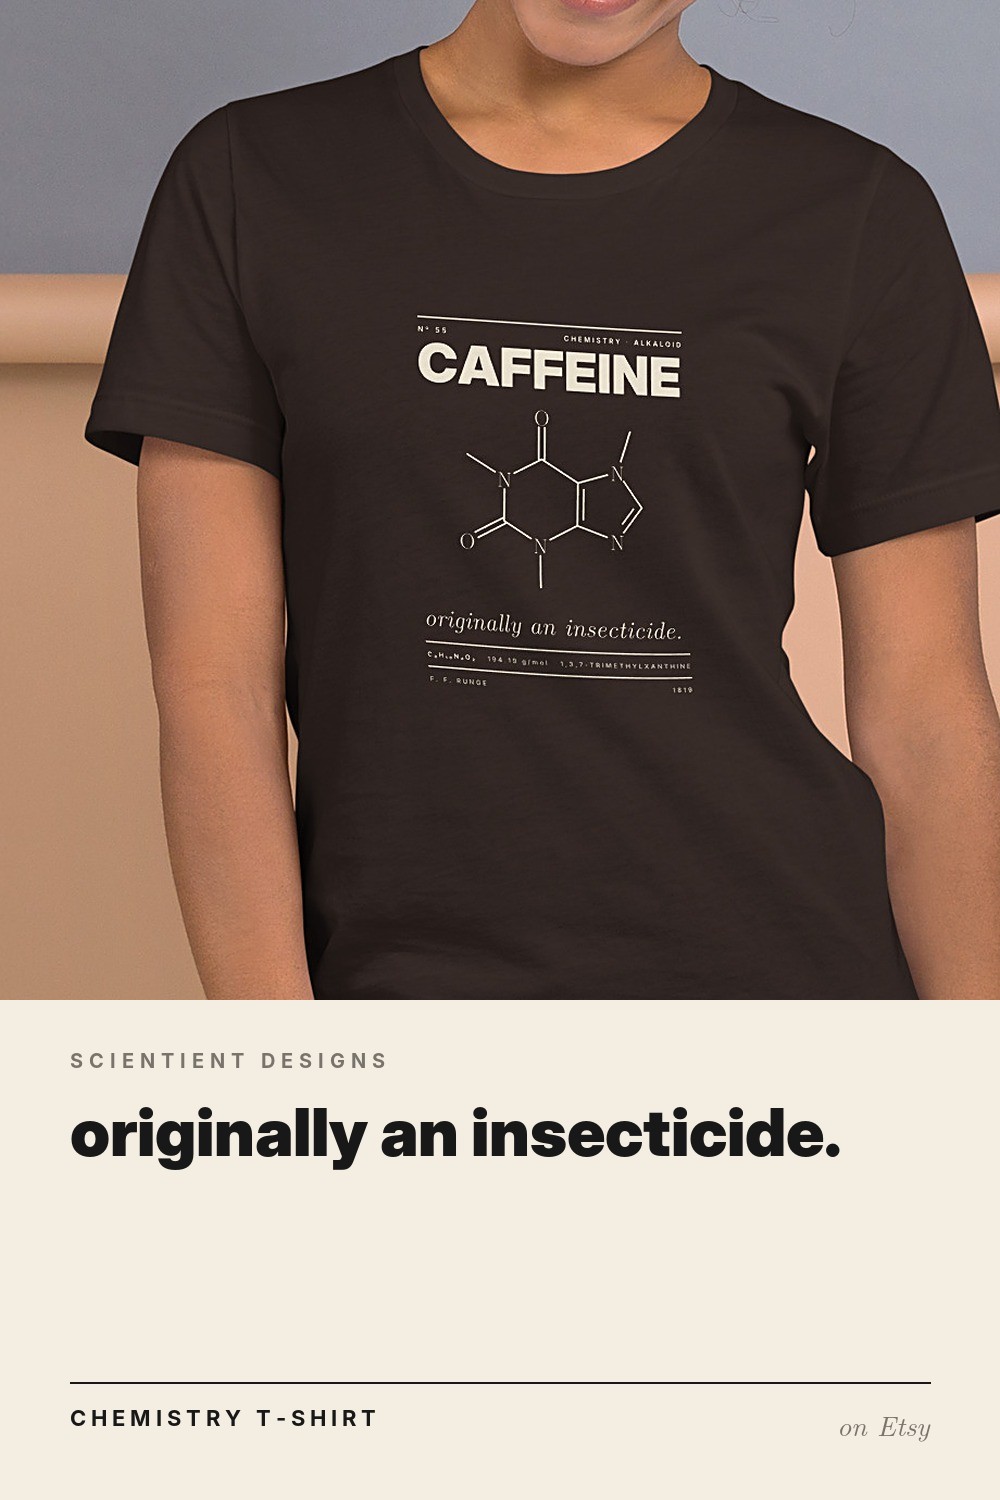 Nº 55
CHEMISTRY · ALKALOID
CAFFEINE
O
N
N
O
N
N
originally an insecticide.
C₈H₁₀N₄O₂ 194.19 g/mol 1,3,7-TRIMETHYLXANTHINE
F. F. RUNGE
1819
SCIENTIENT DESIGNS
originally an insecticide.
CHEMISTRY T-SHIRT
on Etsy